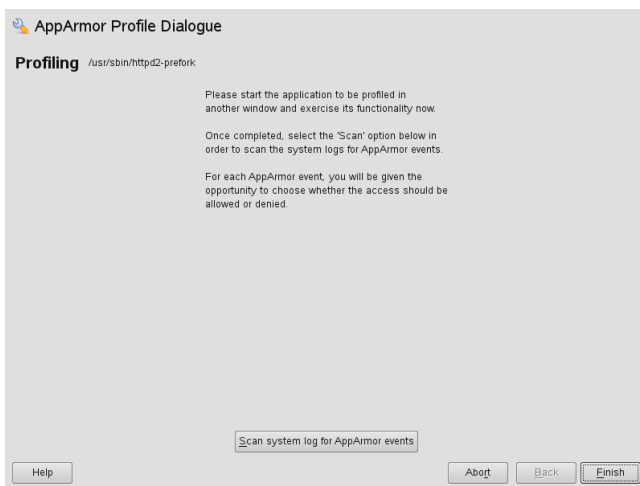 AppArmor Profile Dialogue
Profiling /usr/sbin/httpd2-prefork
Please start the application to be profiled in
another window and exercise its functionality now.
Once completed, select the 'Scan' option below in
order to scan the system logs for AppArmor events.
For each AppArmor event, you will be given the
opportunity to choose whether the access should be
allowed or denied.
Scan system log for AppArmor events
Help Abort Back Finish